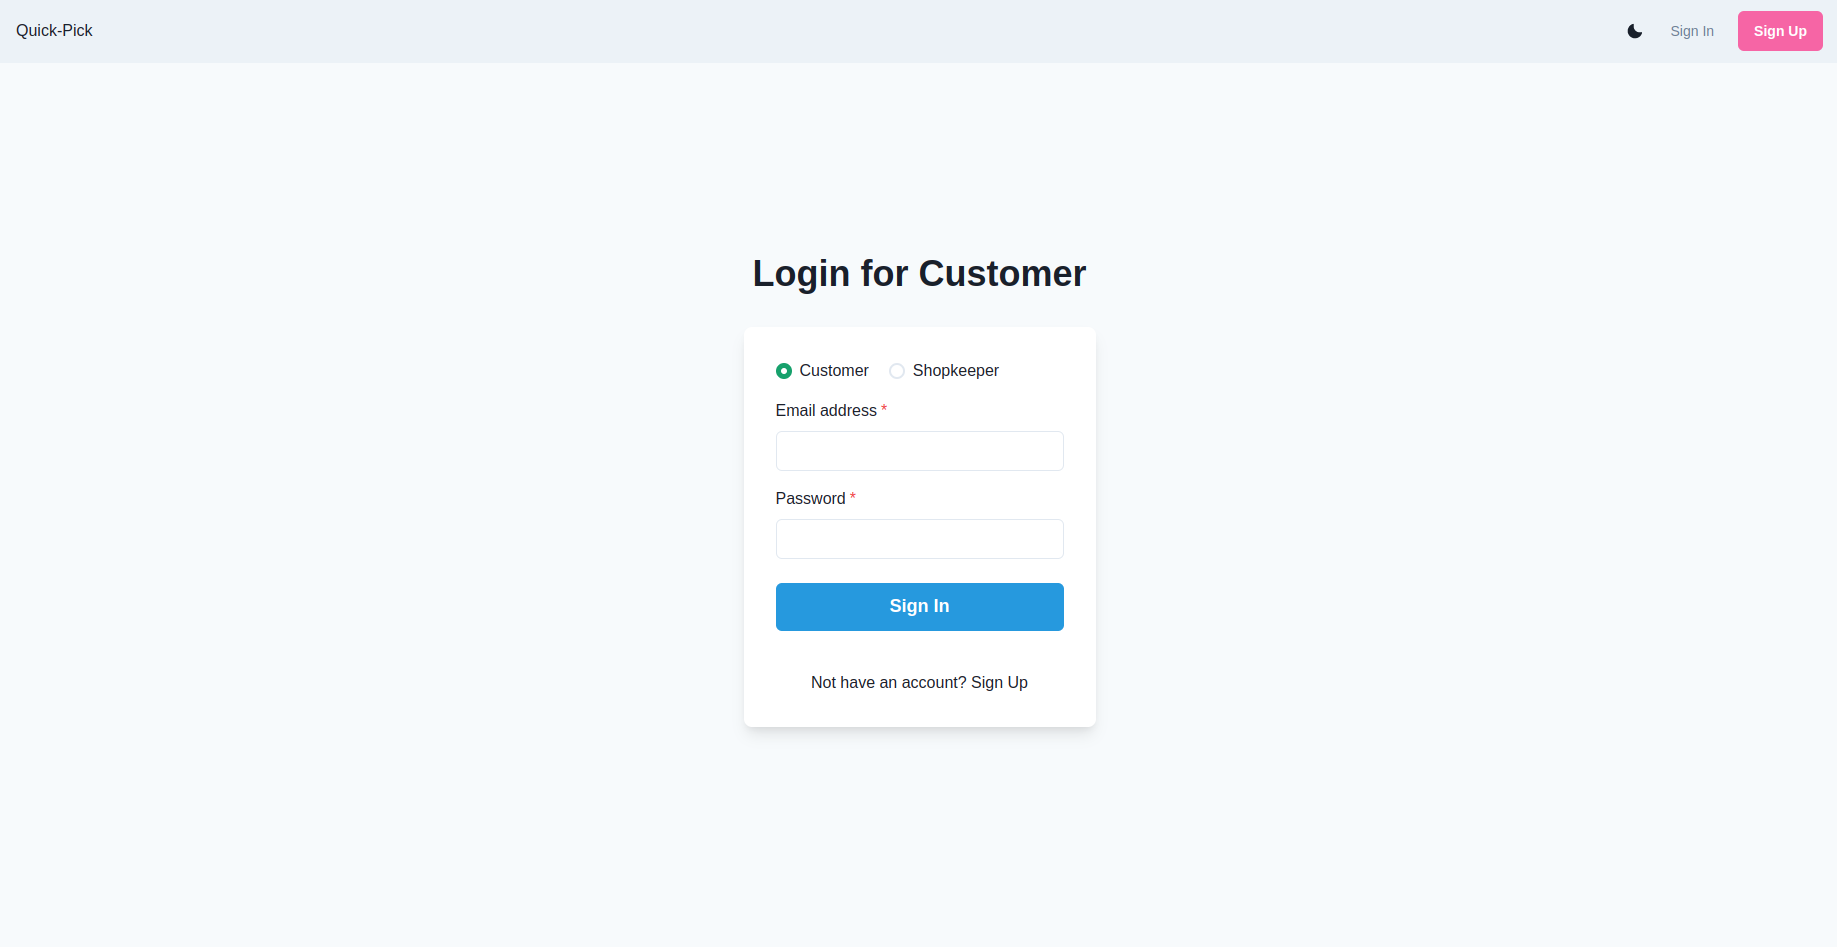 Quick-Pick
Sign In
Sign Up
Login for Customer
Customer
Shopkeeper
Email address *
Password *
Sign In
Not have an account? Sign Up